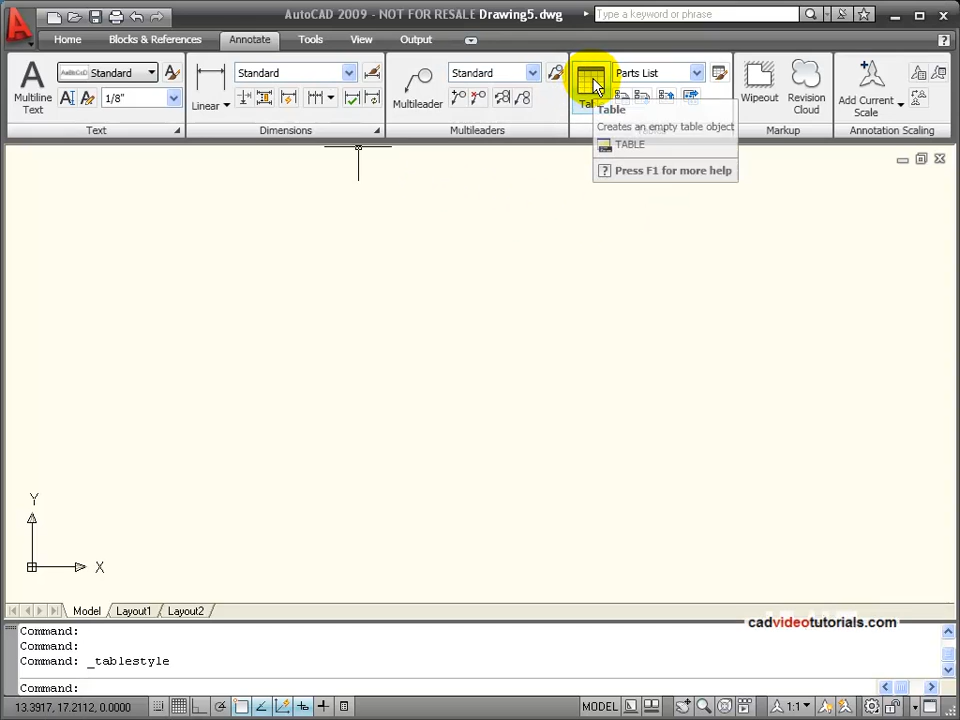 AutoCAD 2009 - NOT FOR RESALE Drawing5.dwg
Type a keyword or phrase
Home Blocks & References Annotate Tools View Output
Multiline Text
Standard
1/8"
Text
Linear
Standard
Dimensions
Multileader
Standard
Multileaders
Parts List
Wipeout
Revision Cloud
Markup
Add Current Scale
Annotation Scaling
Table
Creates an empty table object
TABLE
Press F1 for more help
Y
X
Model Layout1 Layout2
cadvideotutorials.com
Command:
Command:
Command: _tablestyle
Command:
13.3917, 17.2112, 0.0000
MODEL
1:1